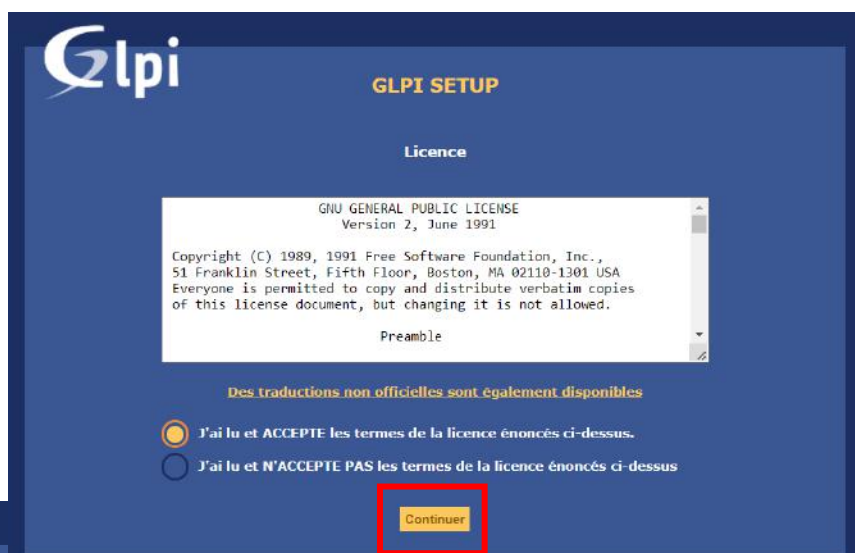 Glpi
GLPI SETUP
Licence
GNU GENERAL PUBLIC LICENSE
Version 2, June 1991
Copyright (C) 1989, 1991 Free Software Foundation, Inc.,
51 Franklin Street, Fifth Floor, Boston, MA 02110-1301 USA
Everyone is permitted to copy and distribute verbatim copies
of this license document, but changing it is not allowed.
Preamble
Des traductions non officielles sont également disponibles
J'ai lu et ACCEPTE les termes de la licence énoncés ci-dessus.
J'ai lu et N'ACCEPTE PAS les termes de la licence énoncés ci-dessus
Continuer